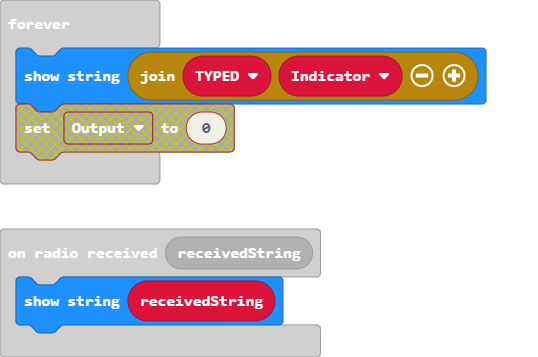 forever
show string join TYPED Indicator
set Output to 0
on radio received receivedString
show string receivedString